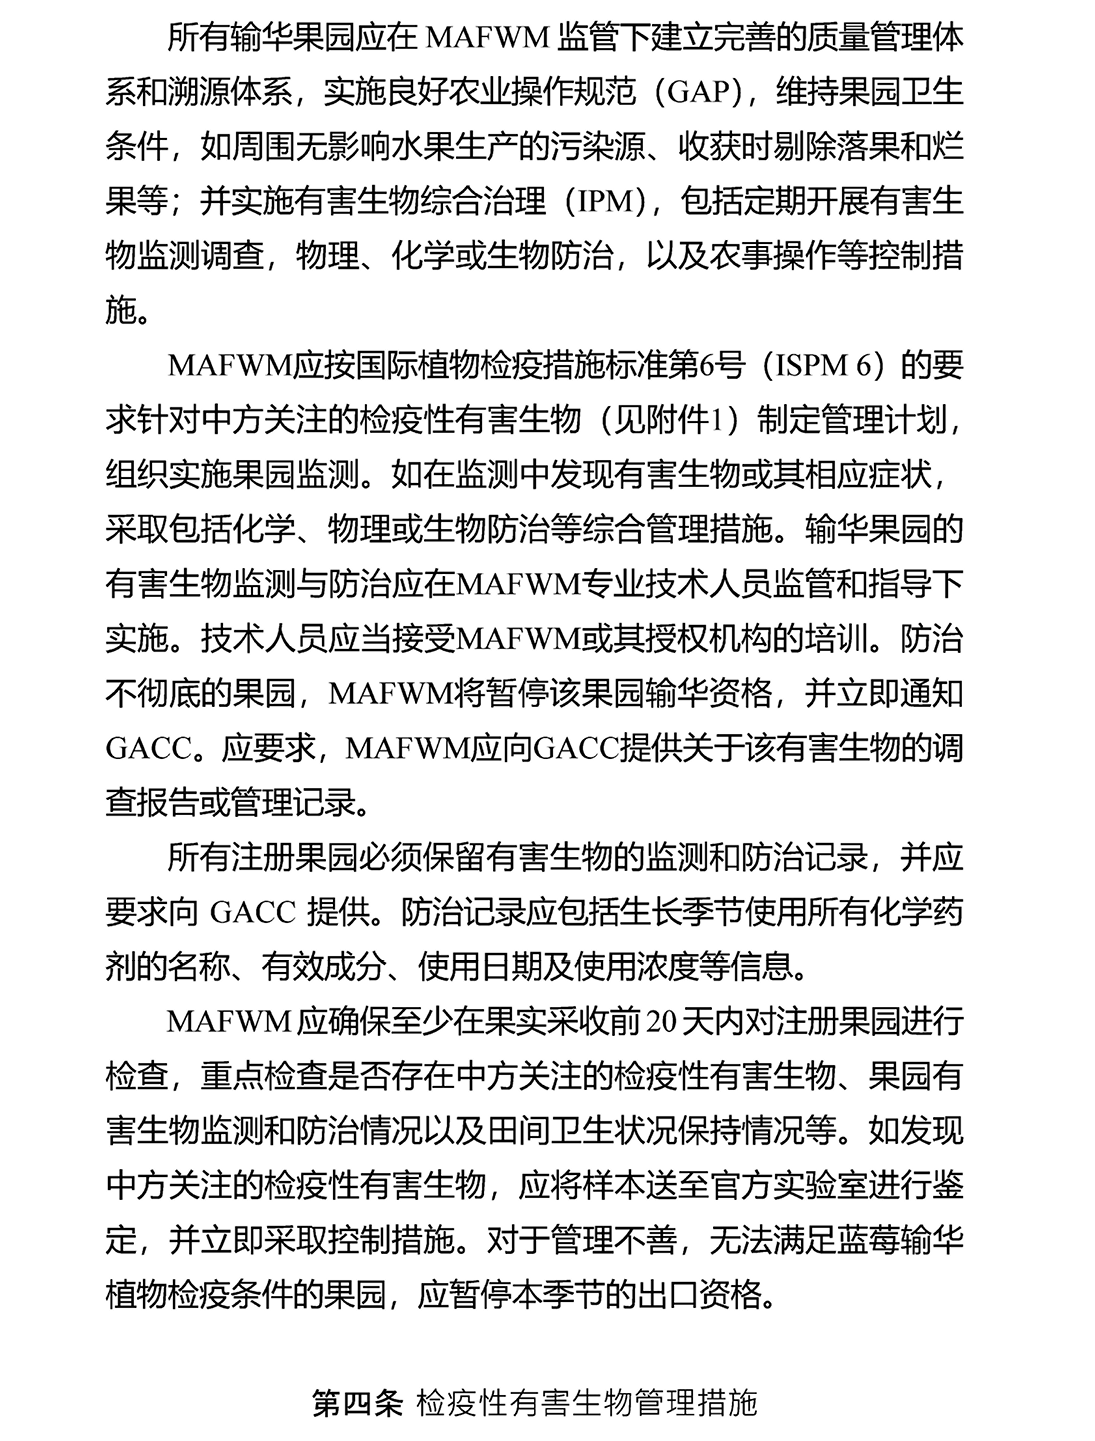 所有输华果园应在 MAFWM 监管下建立完善的质量管理体
系和溯源体系，实施良好农业操作规范（GAP），维持果园卫生
条件，如周围无影响水果生产的污染源、收获时剔除落果和烂
果等；并实施有害生物综合治理（IPM），包括定期开展有害生
物监测调查，物理、化学或生物防治，以及农事操作等控制措
施。
MAFWM应按国际植物检疫措施标准第6号（ISPM 6）的要
求针对中方关注的检疫性有害生物（见附件1）制定管理计划，
组织实施果园监测。如在监测中发现有害生物或其相应症状，
采取包括化学、物理或生物防治等综合管理措施。输华果园的
有害生物监测与防治应在MAFWM专业技术人员监管和指导下
实施。技术人员应当接受MAFWM或其授权机构的培训。防治
不彻底的果园，MAFWM将暂停该果园输华资格，并立即通知
GACC。应要求，MAFWM应向GACC提供关于该有害生物的调
查报告或管理记录。
所有注册果园必须保留有害生物的监测和防治记录，并应
要求向 GACC 提供。防治记录应包括生长季节使用所有化学药
剂的名称、有效成分、使用日期及使用浓度等信息。
MAFWM 应确保至少在果实采收前 20 天内对注册果园进行
检查，重点检查是否存在中方关注的检疫性有害生物、果园有
害生物监测和防治情况以及田间卫生状况保持情况等。如发现
中方关注的检疫性有害生物，应将样本送至官方实验室进行鉴
定，并立即采取控制措施。对于管理不善，无法满足蓝莓输华
植物检疫条件的果园，应暂停本季节的出口资格。
第四条 检疫性有害生物管理措施